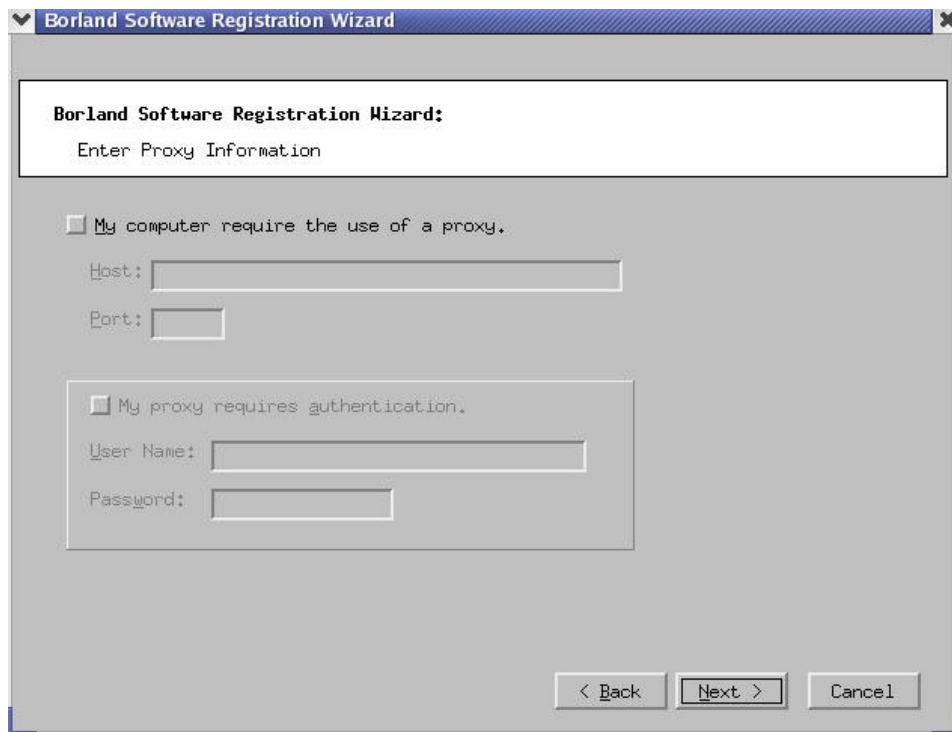 Borland Software Registration Wizard
Borland Software Registration Wizard:
Enter Proxy Information
My computer require the use of a proxy.
Host:
Port:
My proxy requires authentication.
User Name:
Password:
< Back Next > Cancel